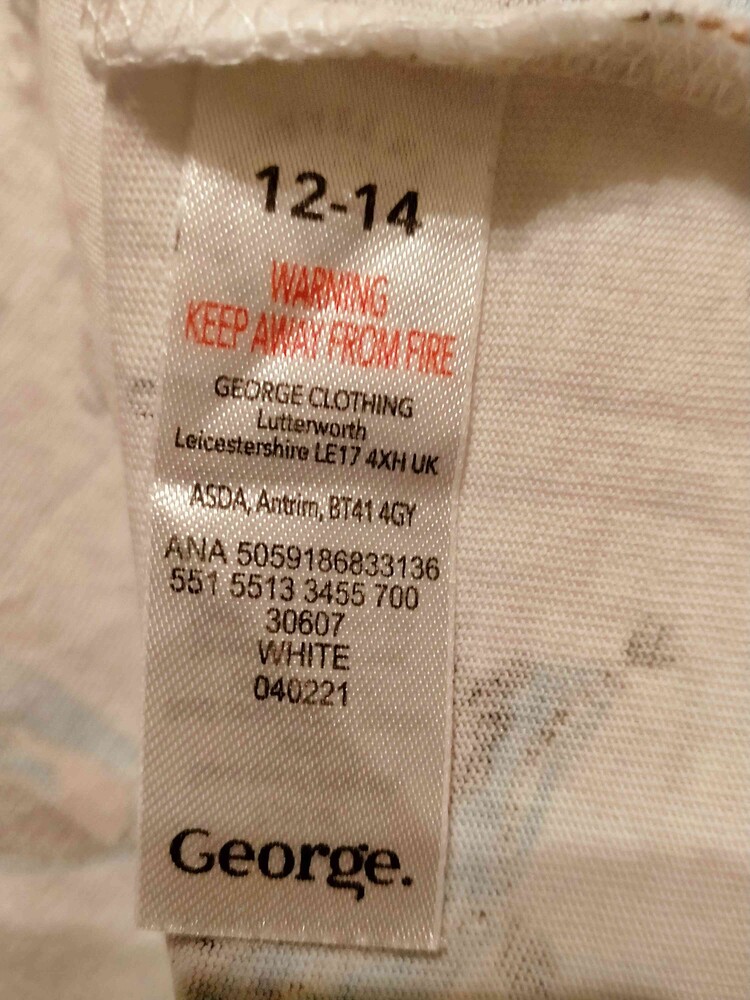 12-14
WARNING
KEEP AWAY FROM FIRE
GEORGE CLOTHING
Lutterworth
Leicestershire LE17 4XH UK
ASDA, Antrim, BT41 4GY
ANA 5059186833136
551 5513 3455 700
30607
WHITE
040221
George.